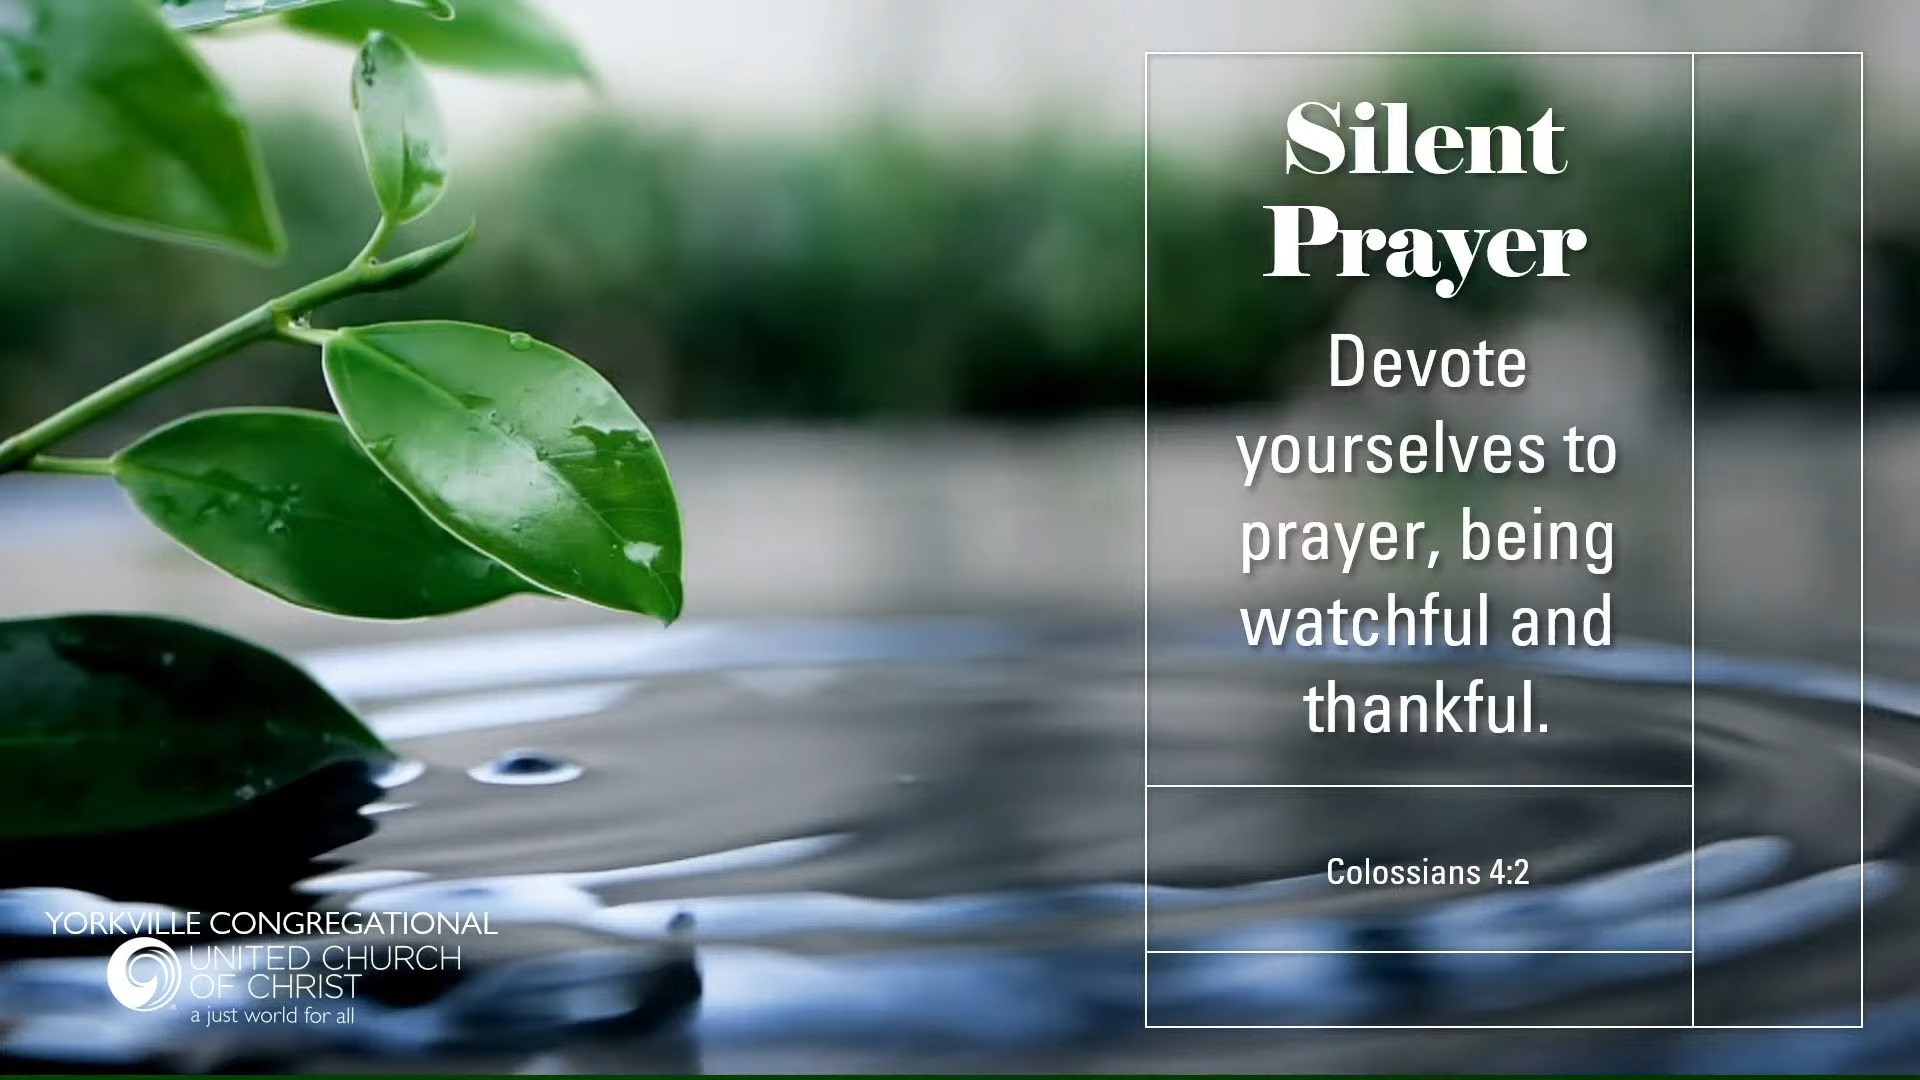 Silent
Prayer
Devote
yourselves to
prayer, being
watchful and
thankful.
Colossians 4:2
YORKVILLE CONGREGATIONAL
UNITED CHURCH
OF CHRIST
a just world for all